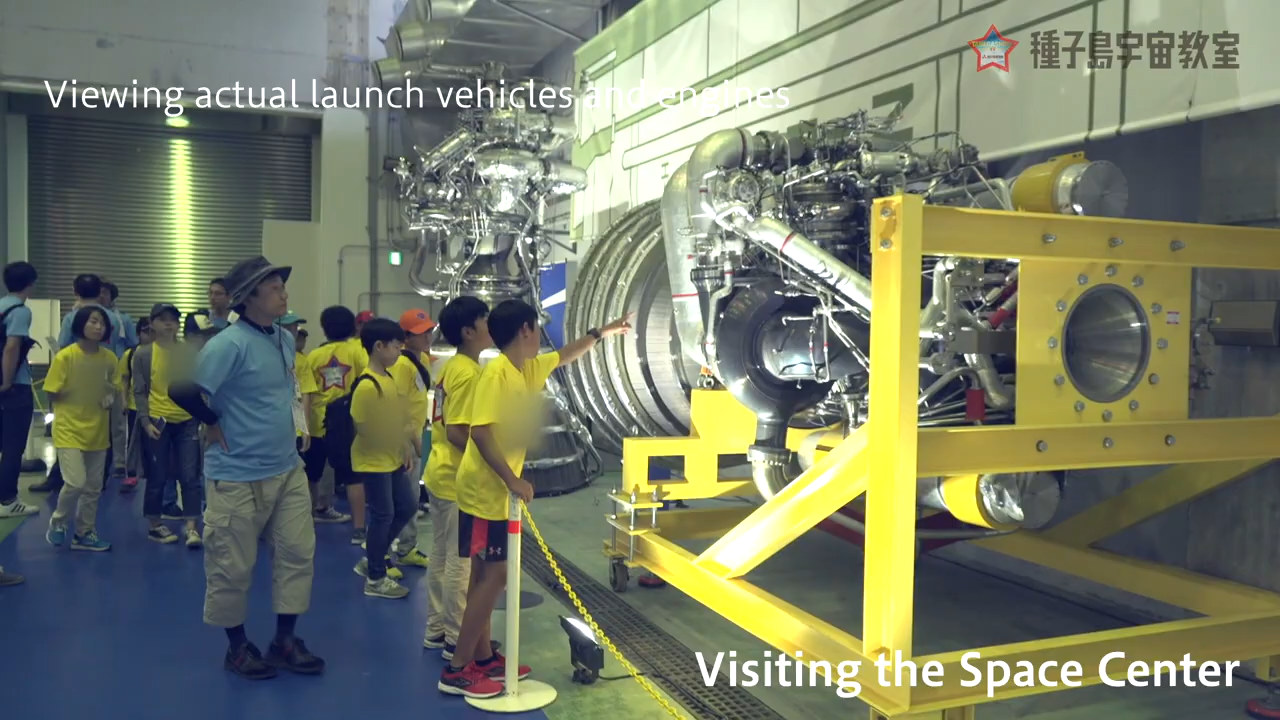 種子島宇宙教室
Viewing actual launch vehicles and engines
Visiting the Space Center